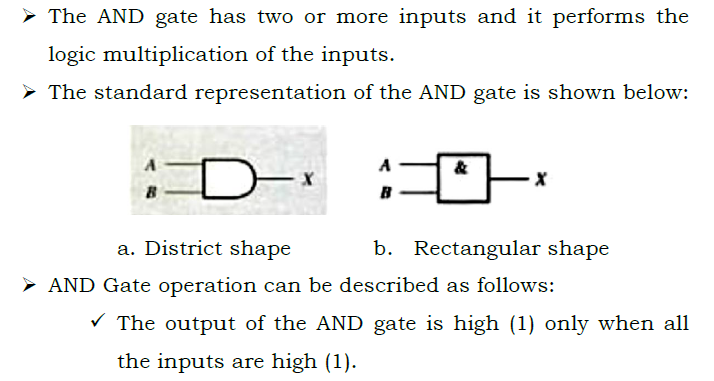 ➢ The AND gate has two or more inputs and it performs the
logic multiplication of the inputs.
➢ The standard representation of the AND gate is shown below:
A
B
X
A
B
&
X
a. District shape
b. Rectangular shape
➢ AND Gate operation can be described as follows:
✓ The output of the AND gate is high (1) only when all
the inputs are high (1).